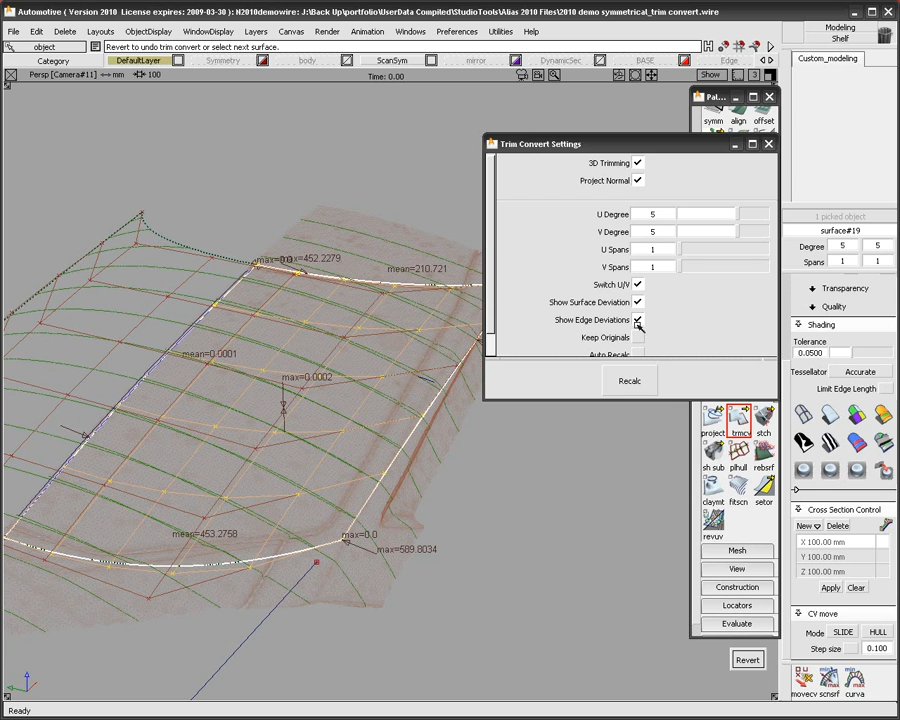 Automotive ( Version 2010  License expires: 2009-03-30 ): N2010demowire: J:\Back Up\portfolio\UserData Compiled\StudioTools\Alias 2010 Files\2010 demo symmetrical_trim convert.wire
File Edit Delete Layouts ObjectDisplay WindowDisplay Layers Canvas Render Animation Windows Preferences Utilities Help
object Revert to undo trim convert or select next surface.
Category DefaultLayer Symmetry body ScanSym mirror DynamicSec BASE Edge
Persp [Camera#11] mm 100 Time: 0.00 Show 3
Modeling
Shelf
Custom_modeling
Pal...
symm align offset
Trim Convert Settings
3D Trimming
Project Normal
U Degree 5
V Degree 5
U Spans 1
V Spans 1
Switch U/V
Show Surface Deviation
Show Edge Deviations
Keep Originals
Auto Recalc
Recalc
max=0.0
452.2279
mean=210.721
mean=0.0001
max=0.0002
mean=453.2758
max=0.0
589.8034
project trmcv stch
sh sub plhull rebsrf
claymt fitscn setor
revuv
Mesh
View
Construction
Locators
Evaluate
Revert
1 picked object
surface#19
Degree 5 5
Spans 1 1
Transparency
Quality
Shading
Tolerance
0.0500
Tessellator Accurate
Limit Edge Length
Cross Section Control
New Delete
X 100.00 mm
Y 100.00 mm
Z 100.00 mm
Apply Clear
CV move
Mode SLIDE HULL
Step size 0.100
movecv scnsrf curva
Ready